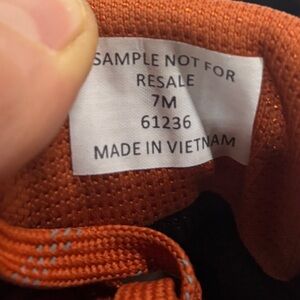 SAMPLE NOT FOR
RESALE
7M
61236
MADE IN VIETNAM